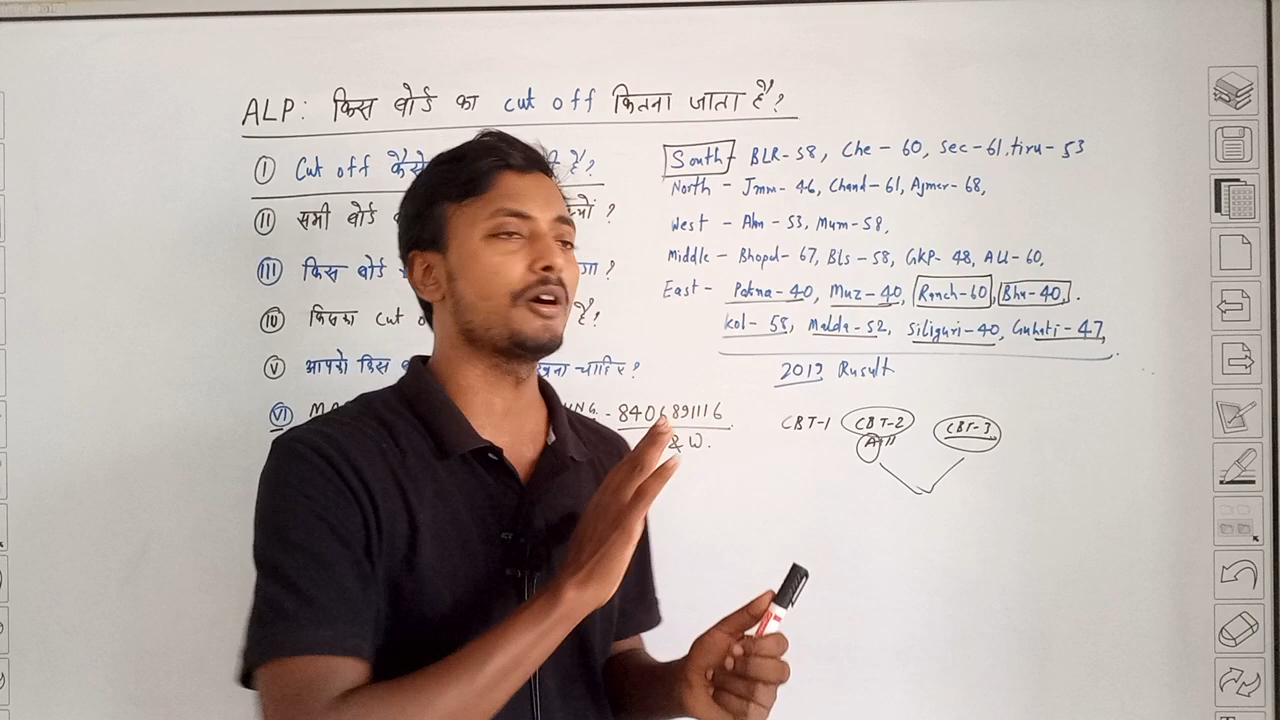 ALP: किस बोर्ड का cut off कितना जाता है?
I Cut off कैसे है?
II सभी बोर्ड ?
III किस बोर्ड ?
IV किसका cut है?
V आपको किस चाहिए?
VI - 8406891116
& W.
South - BLR-58, Che - 60, Sec-61, tiru-53
North - Jmm-46, Chand-61, Ajmer-68,
West - Ahm-53, Mum-58,
Middle - Bhopal-67, Bls-58, GKP-48, ALL-60,
East - Patna-40, Muz-40, Ranch-60, Bhu-40,.
kol-58, Malda-52, Siliguri-40, Guhati-47,
2019 Rusult
CBT-1 CBT-2 CBT-3